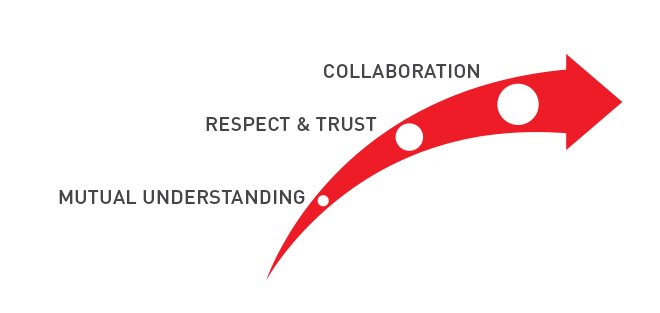 COLLABORATION
RESPECT & TRUST
MUTUAL UNDERSTANDING